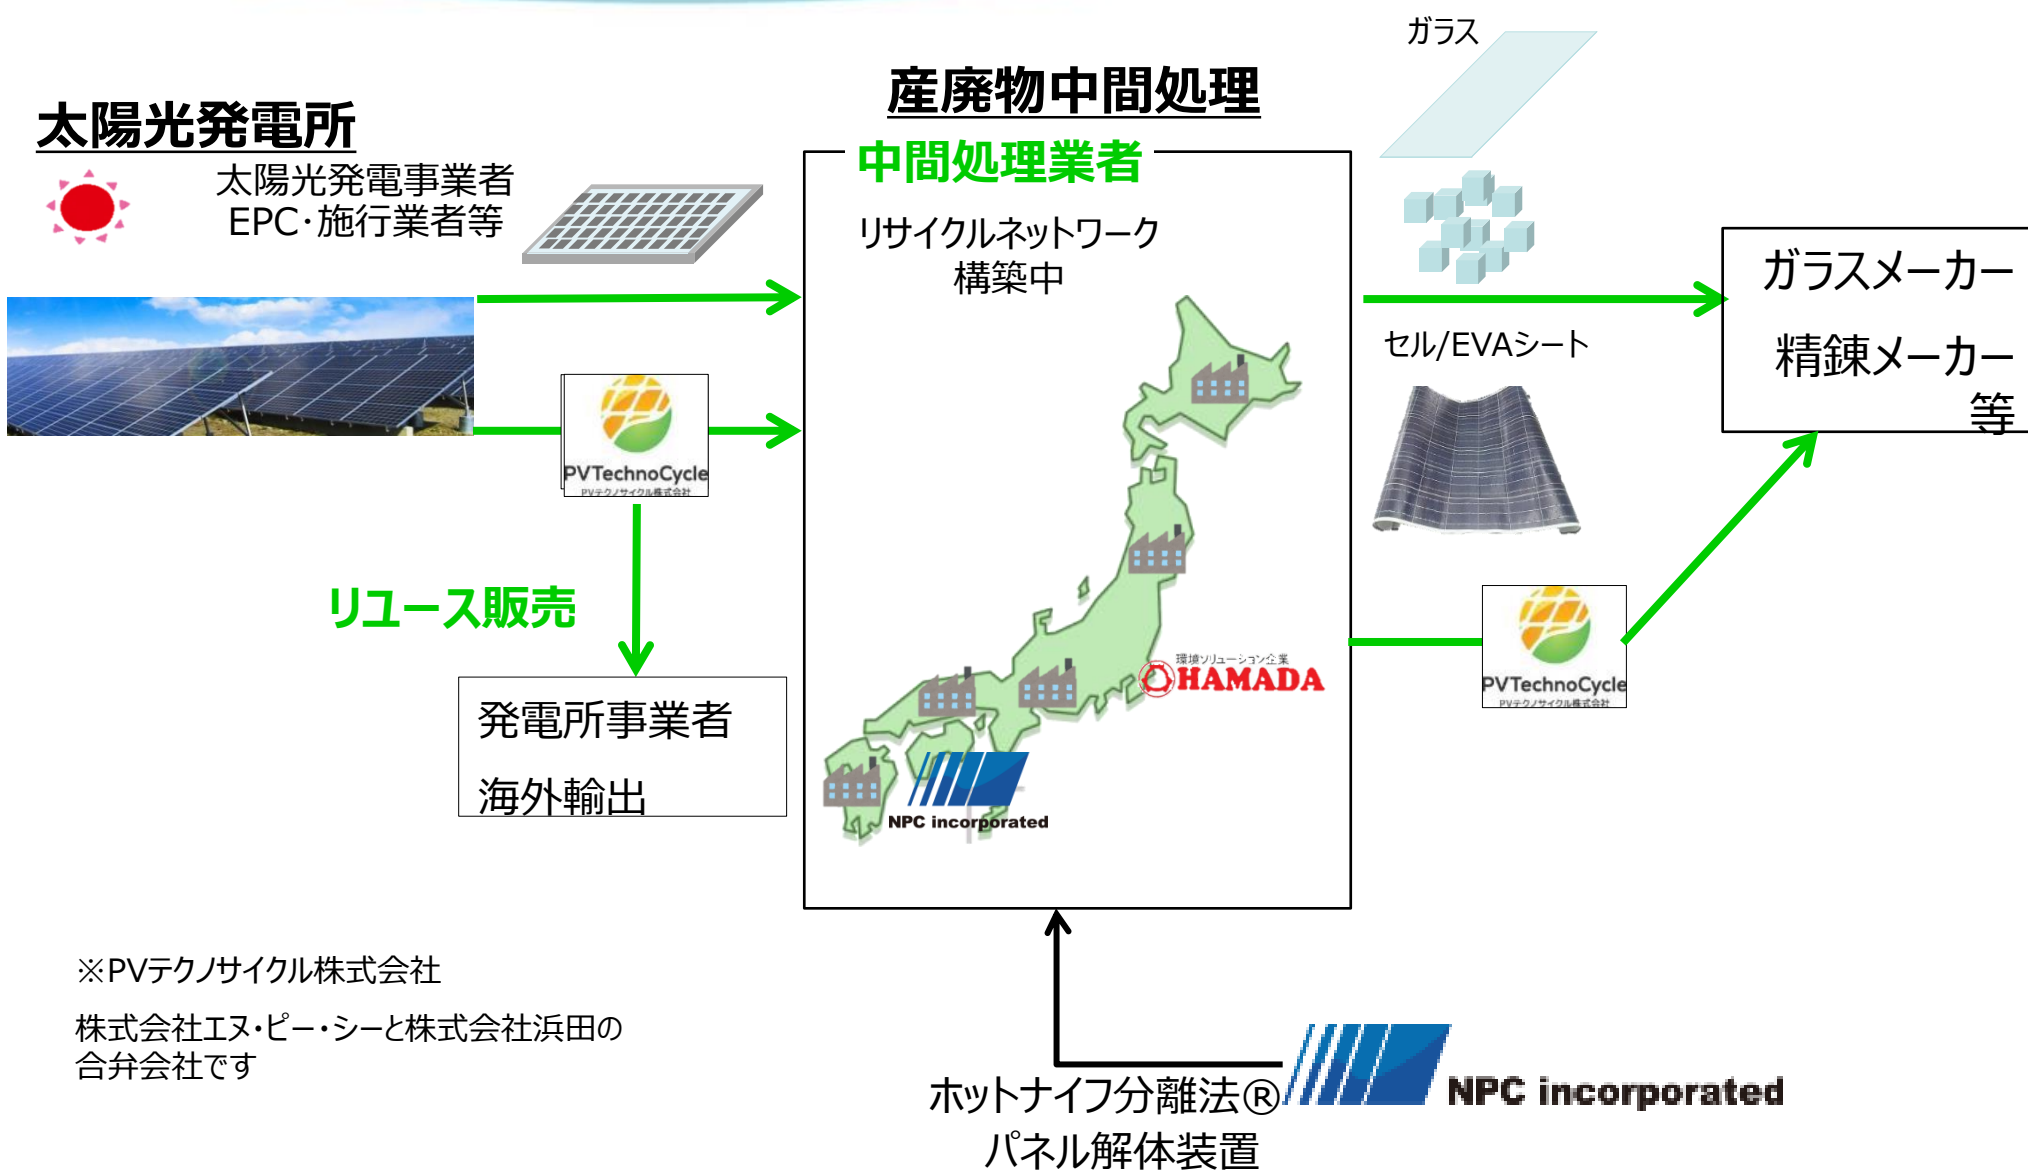 ガラス
産廃物中間処理
太陽光発電所
中間処理業者
太陽光発電事業者
EPC・施行業者等
リサイクルネットワーク
構築中
ガラスメーカー
精錬メーカー
等
セル/EVAシート
PVTechnoCycle
PVテクノサイクル株式会社
リユース販売
発電所事業者
海外輸出
環境ソリューション企業
HAMADA
PVTechnoCycle
PVテクノサイクル株式会社
NPC incorporated
※PVテクノサイクル株式会社
株式会社エヌ・ピー・シーと株式会社浜田の
合弁会社です
ホットナイフ分離法®
パネル解体装置
NPC incorporated